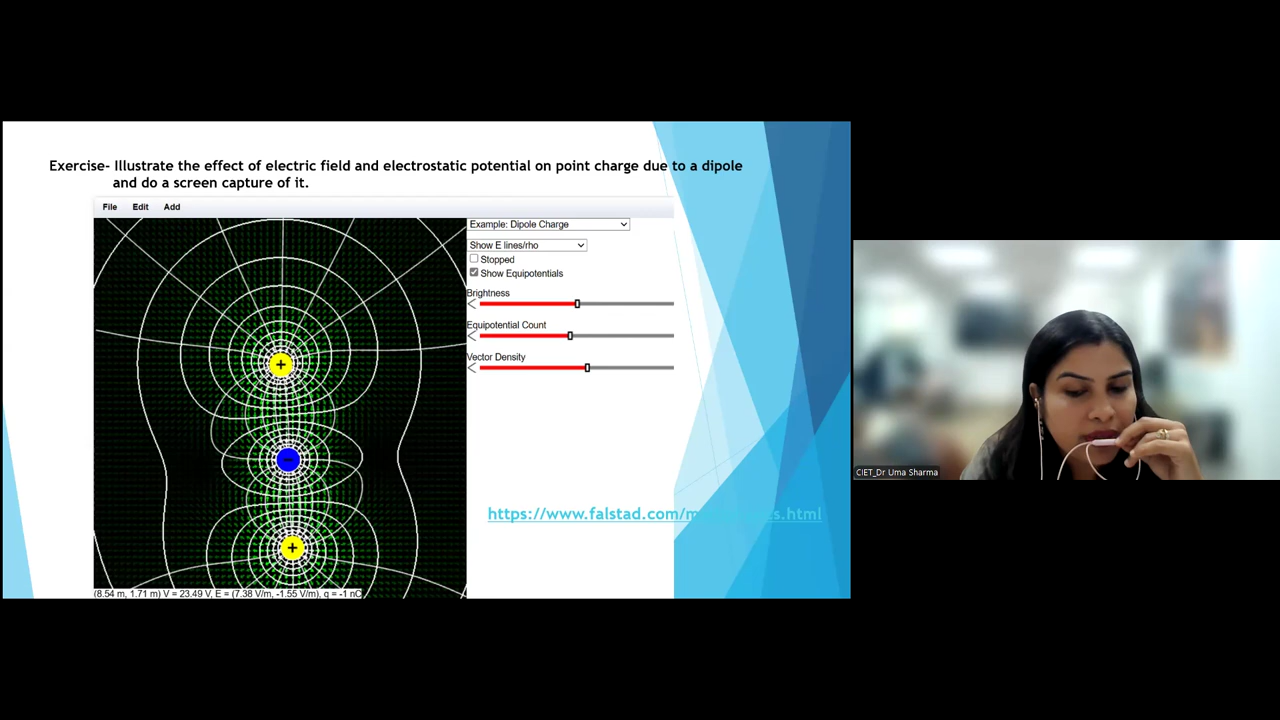 Exercise- Illustrate the effect of electric field and electrostatic potential on point charge due to a dipole
and do a screen capture of it.
File Edit Add
Example: Dipole Charge
Show E lines/rho
Stopped
Show Equipotentials
Brightness
Equipotential Count
Vector Density
+
−
+
https://www.falstad.com/m s.html
(8.54 m, 1.71 m) V = 23.49 V, E = (7.38 V/m, -1.55 V/m), q = -1 nC
CIET_Dr Uma Sharma